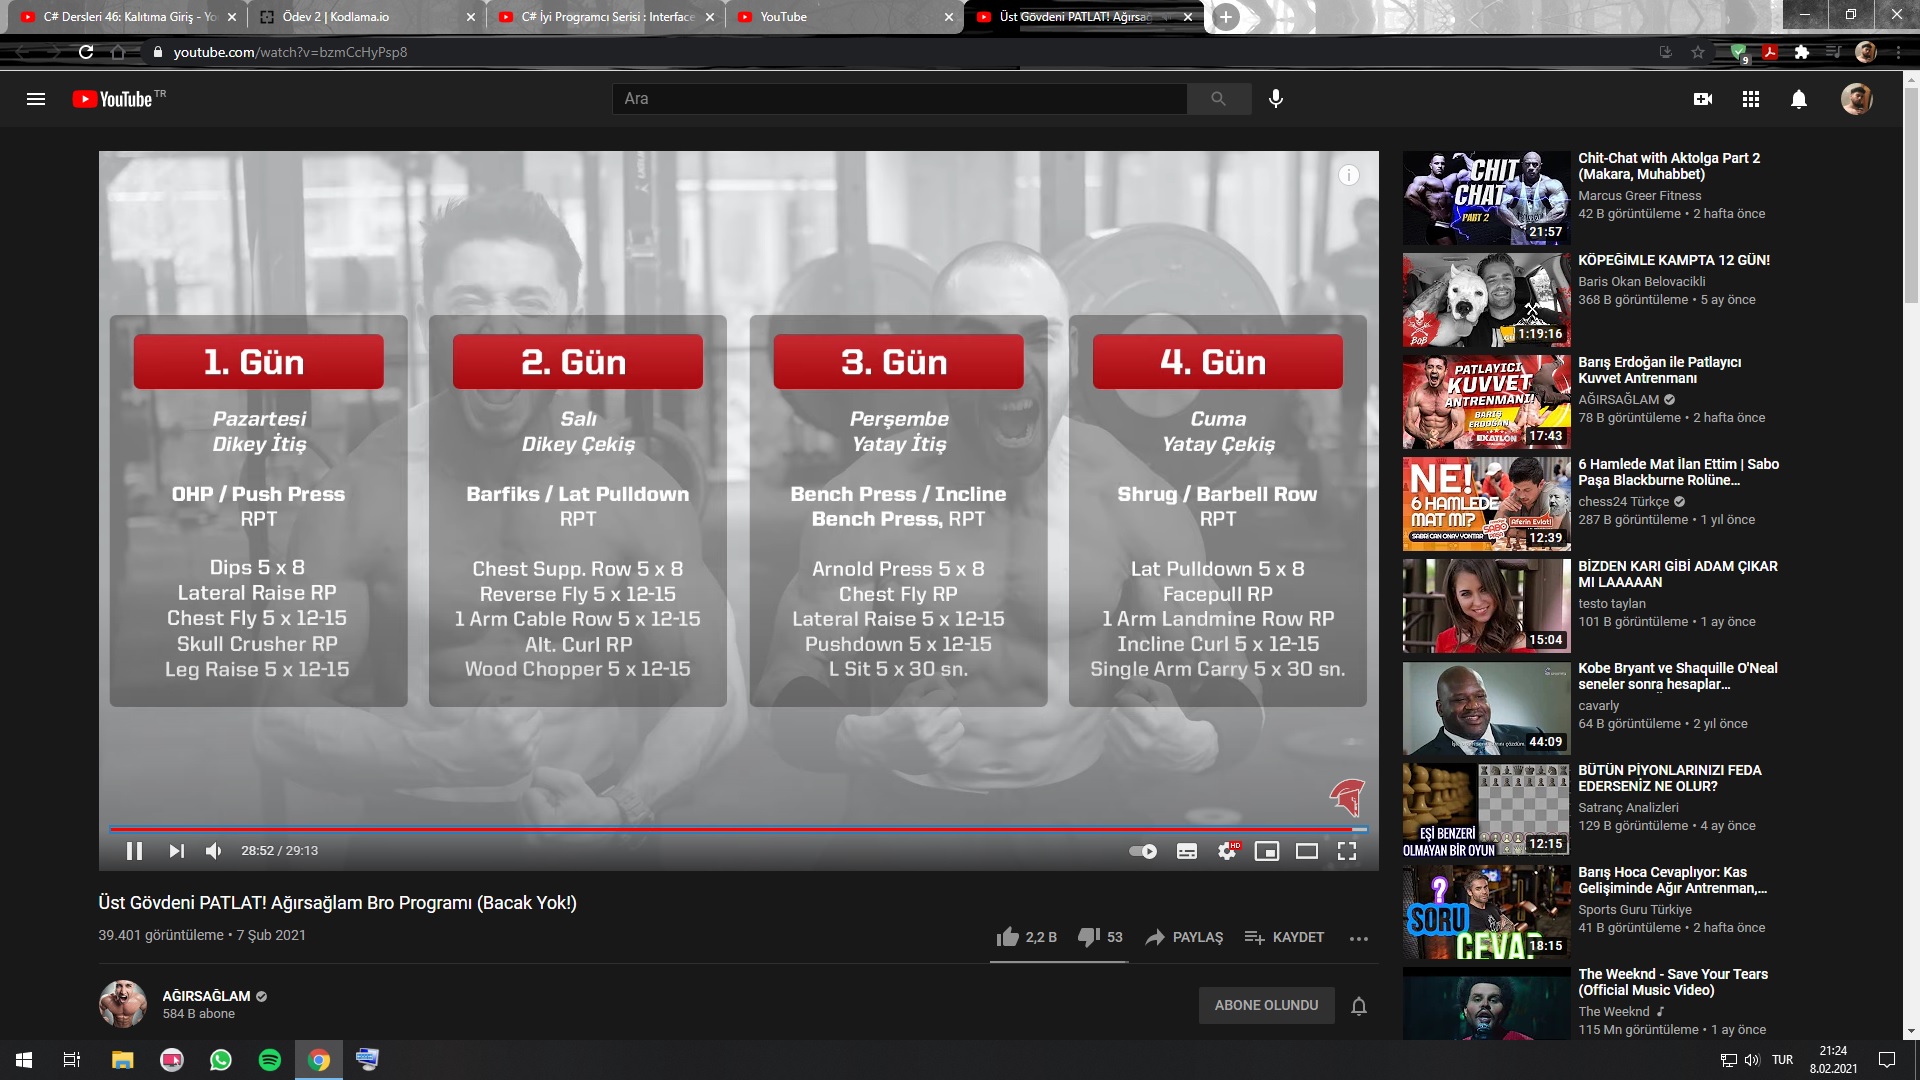 C# Dersleri 46: Kalıtıma Giriş - Yo
Ödev 2 | Kodlama.io
C# İyi Programcı Serisi : Interface
YouTube
Üst Gövdeni PATLAT! Ağırsağ
youtube.com/watch?v=bzmCcHyPsp8
9
YouTube TR
Ara
1. Gün
Pazartesi
Dikey İtiş
OHP / Push Press
RPT
Dips 5 x 8
Lateral Raise RP
Chest Fly 5 x 12-15
Skull Crusher RP
Leg Raise 5 x 12-15
2. Gün
Salı
Dikey Çekiş
Barfiks / Lat Pulldown
RPT
Chest Supp. Row 5 x 8
Reverse Fly 5 x 12-15
1 Arm Cable Row 5 x 12-15
Alt. Curl RP
Wood Chopper 5 x 12-15
3. Gün
Perşembe
Yatay İtiş
Bench Press / Incline
Bench Press, RPT
Arnold Press 5 x 8
Chest Fly RP
Lateral Raise 5 x 12-15
Pushdown 5 x 12-15
L Sit 5 x 30 sn.
4. Gün
Cuma
Yatay Çekiş
Shrug / Barbell Row
RPT
Lat Pulldown 5 x 8
Facepull RP
1 Arm Landmine Row RP
Incline Curl 5 x 12-15
Single Arm Carry 5 x 30 sn.
28:52 / 29:13
HD
Üst Gövdeni PATLAT! Ağırsağlam Bro Programı (Bacak Yok!)
39.401 görüntüleme • 7 Şub 2021
2,2 B
53
PAYLAŞ
KAYDET
AĞIRSAĞLAM
584 B abone
ABONE OLUNDU
CHIT
CHAT
PART 2
21:57
Chit-Chat with Aktolga Part 2
(Makara, Muhabbet)
Marcus Greer Fitness
42 B görüntüleme • 2 hafta önce
BOB
1:19:16
KÖPEĞİMLE KAMPTA 12 GÜN!
Baris Okan Belovacikli
368 B görüntüleme • 5 ay önce
PATLAYICI
KUVVET
ANTRENMANI!
BARIŞ
ERDOĞAN
EXATLON
17:43
Barış Erdoğan ile Patlayıcı
Kuvvet Antrenmanı
AĞIRSAĞLAM
78 B görüntüleme • 2 hafta önce
NE!
6 HAMLEDE
MAT MI?
Aferin Evlat!
SABRİ CAN ONAY YONTAR
12:39
6 Hamlede Mat İlan Ettim | Sabo
Paşa Blackburne Rolüne...
chess24 Türkçe
287 B görüntüleme • 1 yıl önce
15:04
BİZDEN KARI GİBİ ADAM ÇIKAR
MI LAAAAAN
testo taylan
101 B görüntüleme • 1 ay önce
44:09
Kobe Bryant ve Shaquille O'Neal
seneler sonra hesaplar...
cavarly
64 B görüntüleme • 2 yıl önce
EŞİ BENZERİ
OLMAYAN BİR OYUN
12:15
BÜTÜN PİYONLARINIZI FEDA
EDERSENİZ NE OLUR?
Satranç Analizleri
129 B görüntüleme • 4 ay önce
?
SORU
CEVAP
18:15
Barış Hoca Cevaplıyor: Kas
Gelişiminde Ağır Antrenman,...
Sports Guru Türkiye
41 B görüntüleme • 2 hafta önce
The Weeknd - Save Your Tears
(Official Music Video)
The Weeknd
115 Mn görüntüleme • 1 ay önce
TUR
21:24
8.02.2021